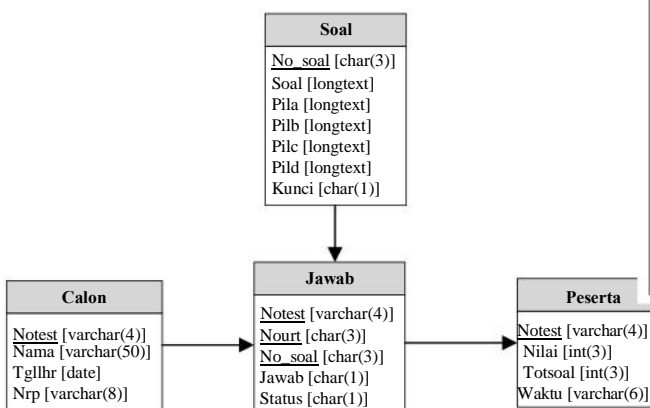 Soal
No_soal [char(3)]
Soal [longtext]
Pila [longtext]
Pilb [longtext]
Pilc [longtext]
Pild [longtext]
Kunci [char(1)]
Calon
Notest [varchar(4)]
Nama [varchar(50)]
Tgllhr [date]
Nrp [varchar(8)]
Jawab
Notest [varchar(4)]
Nourt [char(3)]
No_soal [char(3)]
Jawab [char(1)]
Status [char(1)]
Peserta
Notest [varchar(4)]
Nilai [int(3)]
Totsoal [int(3)]
Waktu [varchar(6)]